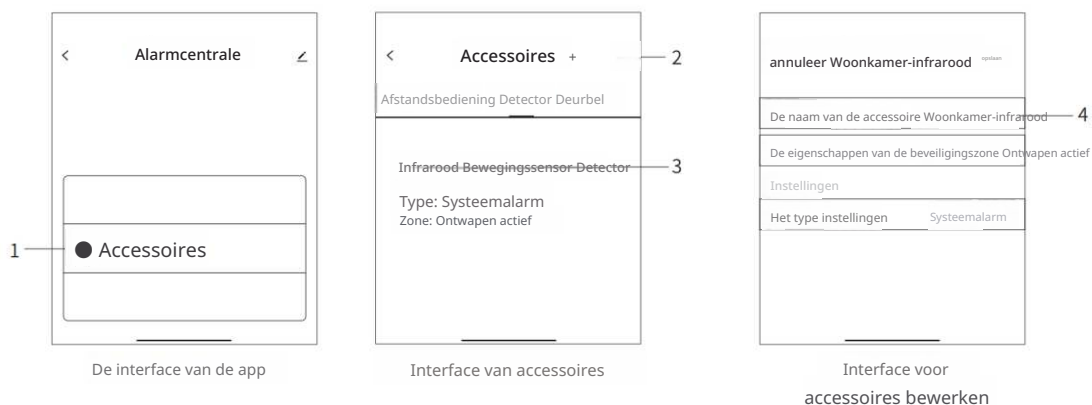 < Alarmcentrale
1 Accessoires
De interface van de app
< Accessoires +
2
Afstandsbediening Detector Deurbel
Infrarood Bewegingssensor Detector
3
Type: Systeemalarm
Zone: Ontwapen actief
Interface van accessoires
annuleer Woonkamer-infrarood opslaan
De naam van de accessoire Woonkamer-infrarood
4
De eigenschappen van de beveiligingszone Ontwapen actief
Instellingen
Het type instellingen Systeemalarm
Interface voor
accessoires bewerken